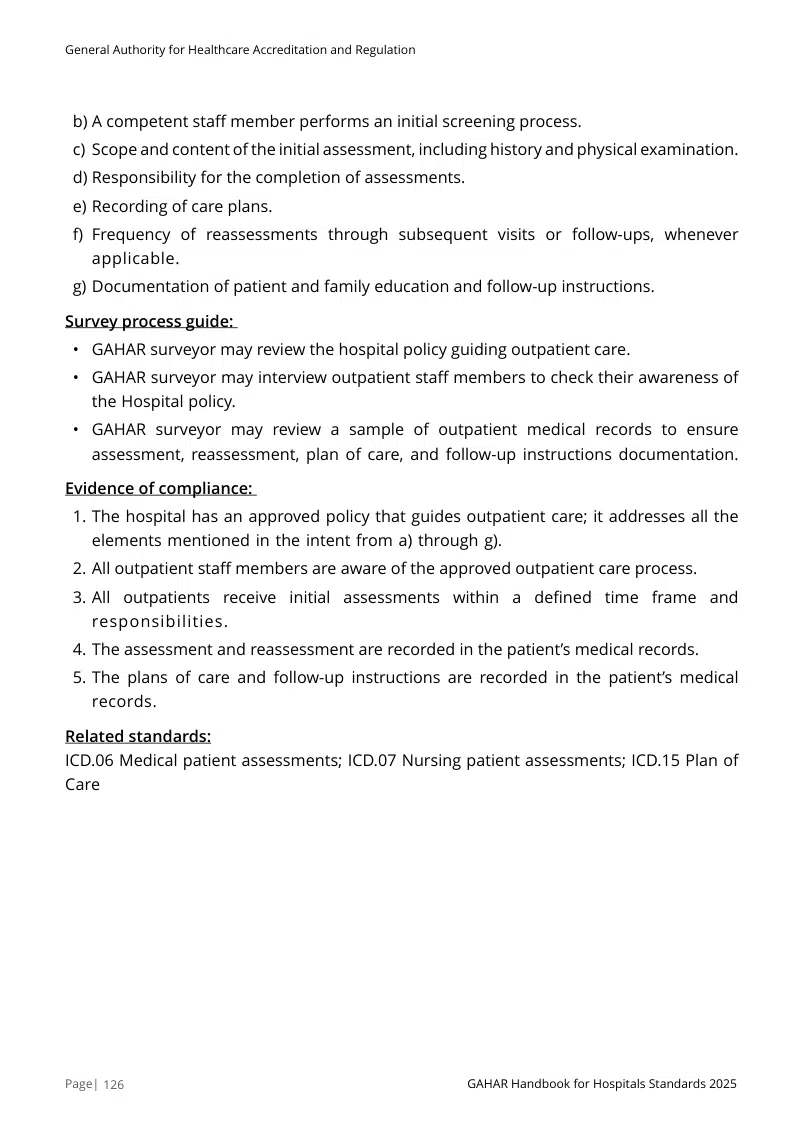 General Authority for Healthcare Accreditation and Regulation
b) A competent staff member performs an initial screening process.
c) Scope and content of the initial assessment, including history and physical examination.
d) Responsibility for the completion of assessments.
e) Recording of care plans.
f) Frequency of reassessments through subsequent visits or follow-ups, whenever
applicable.
g) Documentation of patient and family education and follow-up instructions.
Survey process guide:
• GAHAR surveyor may review the hospital policy guiding outpatient care.
• GAHAR surveyor may interview outpatient staff members to check their awareness of
the Hospital policy.
• GAHAR surveyor may review a sample of outpatient medical records to ensure
assessment, reassessment, plan of care, and follow-up instructions documentation.
Evidence of compliance:
1. The hospital has an approved policy that guides outpatient care; it addresses all the
elements mentioned in the intent from a) through g).
2. All outpatient staff members are aware of the approved outpatient care process.
3. All outpatients receive initial assessments within a defined time frame and
responsibilities.
4. The assessment and reassessment are recorded in the patient’s medical records.
5. The plans of care and follow-up instructions are recorded in the patient’s medical
records.
Related standards:
ICD.06 Medical patient assessments; ICD.07 Nursing patient assessments; ICD.15 Plan of
Care
Page| 126 GAHAR Handbook for Hospitals Standards 2025